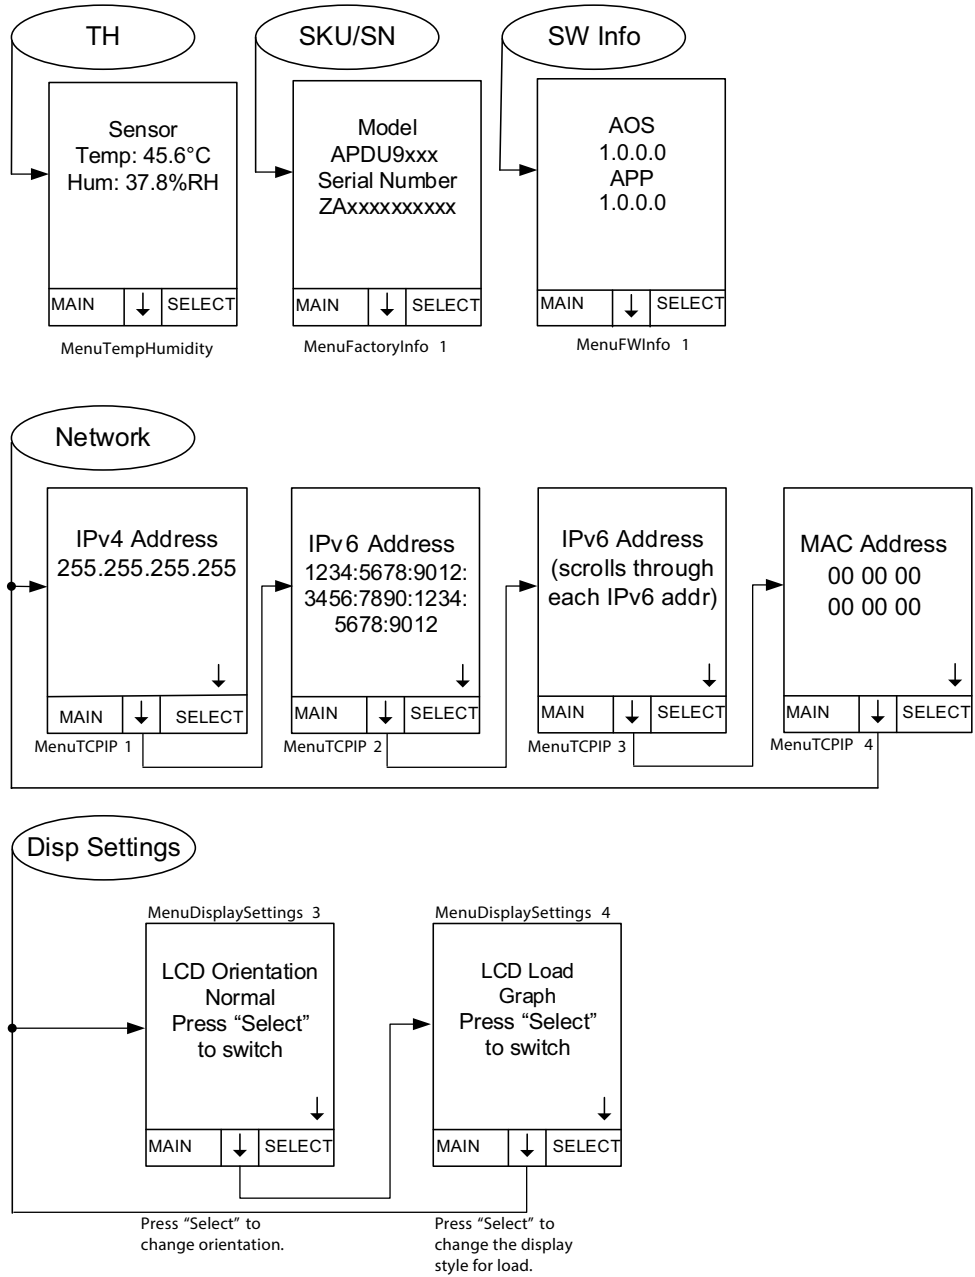 TH
Sensor
Temp: 45.6°C
Hum: 37.8%RH
MAIN
SELECT
MenuTempHumidity
SKU/SN
Model
APDU9xxx
Serial Number
ZAxxxxxxxxxx
MAIN
SELECT
MenuFactoryInfo 1
SW Info
AOS
1.0.0.0
APP
1.0.0.0
MAIN
SELECT
MenuFWInfo 1
Network
IPv4 Address
255.255.255.255
MAIN
SELECT
MenuTCPIP 1
IPv6 Address
1234:5678:9012:
3456:7890:1234:
5678:9012
MAIN
SELECT
MenuTCPIP 2
IPv6 Address
(scrolls through
each IPv6 addr)
MAIN
SELECT
MenuTCPIP 3
MAC Address
00 00 00
00 00 00
MAIN
SELECT
MenuTCPIP 4
Disp Settings
MenuDisplaySettings 3
LCD Orientation
Normal
Press “Select”
to switch
MAIN
SELECT
Press “Select” to
change orientation.
MenuDisplaySettings 4
LCD Load
Graph
Press “Select”
to switch
MAIN
SELECT
Press “Select” to
change the display
style for load.